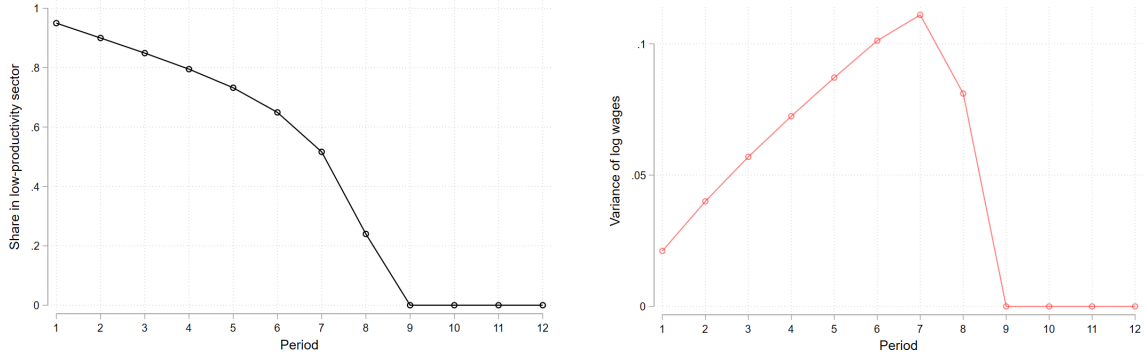 Share in low-productivity sector
1
.8
.6
.4
.2
0
1 2 3 4 5 6 7 8 9 10 11 12
Period
Variance of log wages
.1
.05
0
1 2 3 4 5 6 7 8 9 10 11 12
Period